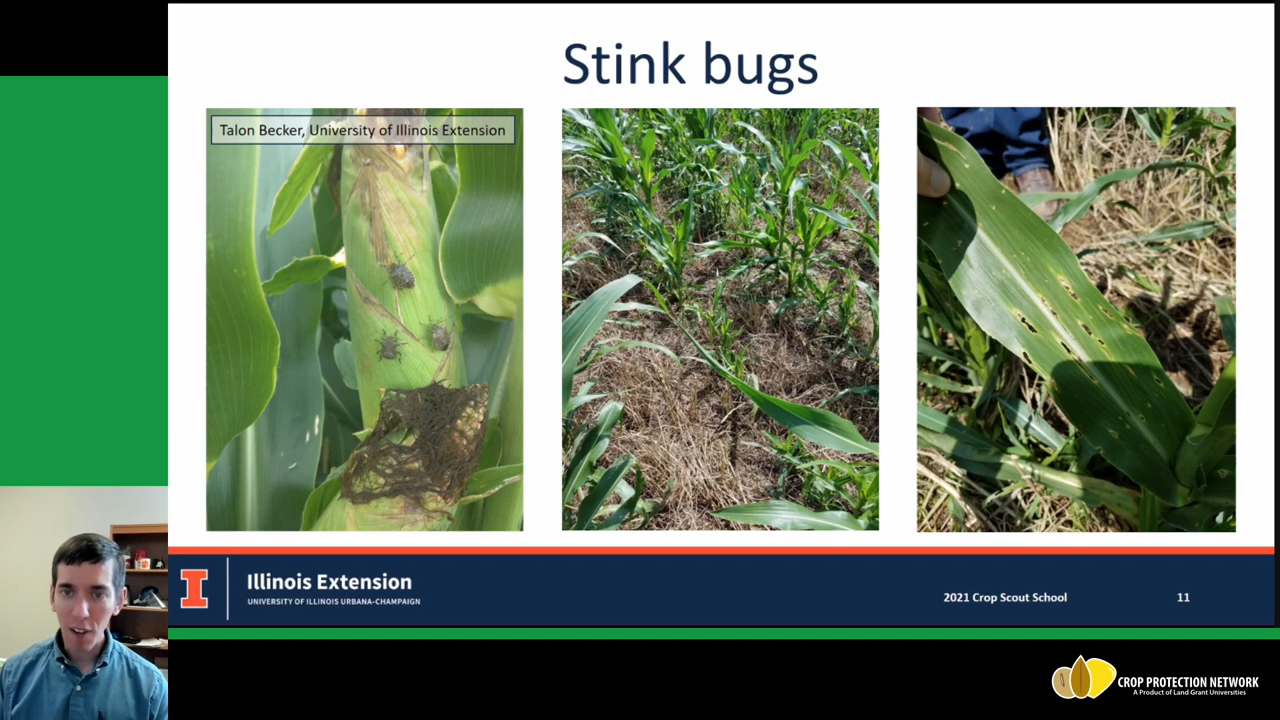 Stink bugs
Talon Becker, University of Illinois Extension
I
Illinois Extension
UNIVERSITY OF ILLINOIS URBANA-CHAMPAIGN
2021 Crop Scout School
11
CROP PROTECTION NETWORK
A Product of Land Grant Universities